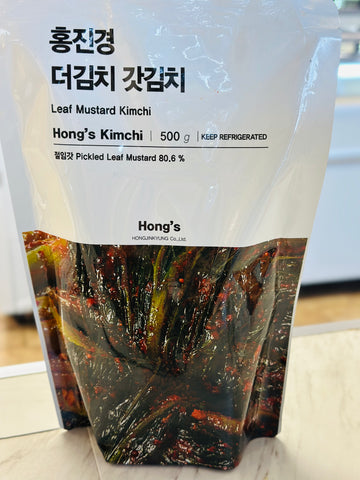 홍진경
더김치 갓김치
Leaf Mustard Kimchi
Hong's Kimchi | 500 g | KEEP REFRIGERATED
절임갓 Pickled Leaf Mustard 80.6 %
Hong's
HONGJINKYUNG Co.,Ltd.